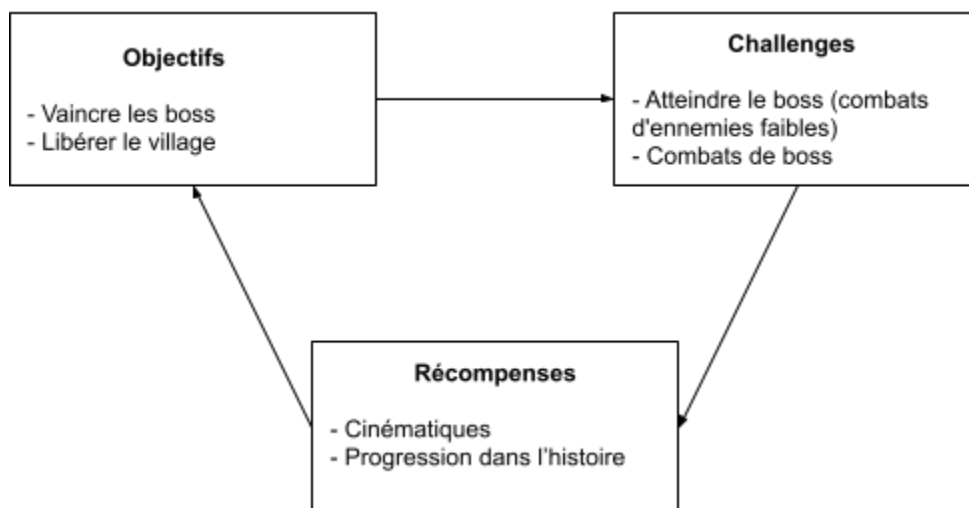 Objectifs
- Vaincre les boss
- Libérer le village
Challenges
- Atteindre le boss (combats
d'ennemies faibles)
- Combats de boss
Récompenses
- Cinématiques
- Progression dans l’histoire